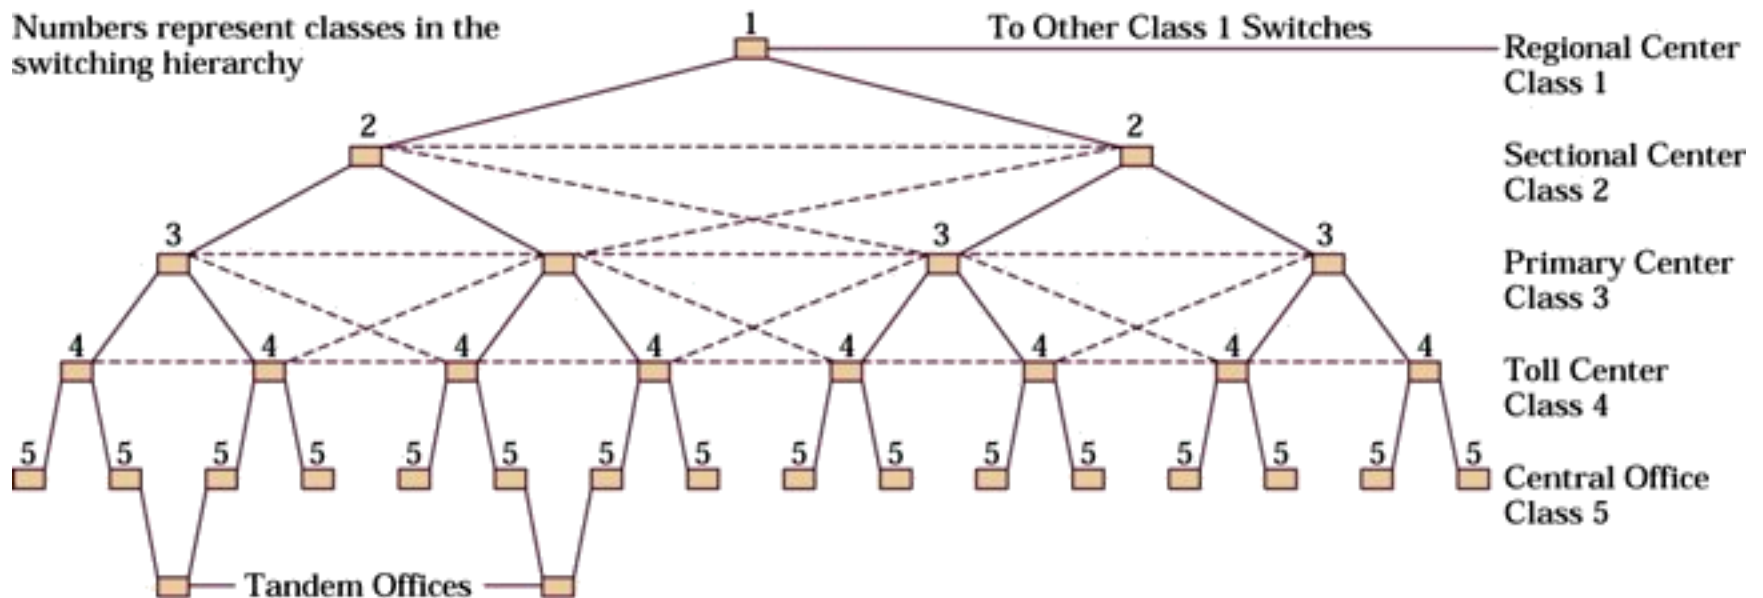 Numbers represent classes in the
switching hierarchy
1
To Other Class 1 Switches
Regional Center
Class 1
2 2
Sectional Center
Class 2
3 3 3
Primary Center
Class 3
4 4 4 4 4 4 4 4
Toll Center
Class 4
5 5 5 5 5 5 5 5 5 5 5 5 5 5 5 5
Central Office
Class 5
Tandem Offices